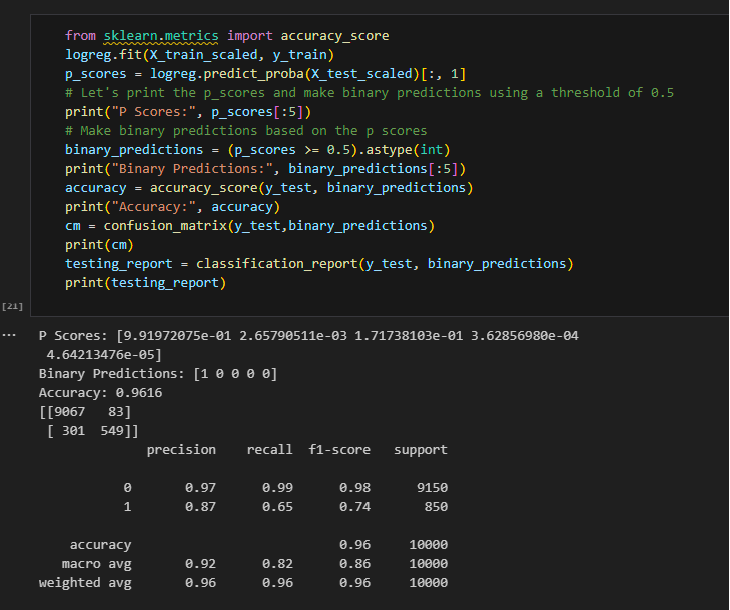 from sklearn.metrics import accuracy_score
logreg.fit(X_train_scaled, y_train)
p_scores = logreg.predict_proba(X_test_scaled)[:, 1]
# Let's print the p_scores and make binary predictions using a threshold of 0.5
print("P Scores:", p_scores[:5])
# Make binary predictions based on the p scores
binary_predictions = (p_scores >= 0.5).astype(int)
print("Binary Predictions:", binary_predictions[:5])
accuracy = accuracy_score(y_test, binary_predictions)
print("Accuracy:", accuracy)
cm = confusion_matrix(y_test,binary_predictions)
print(cm)
testing_report = classification_report(y_test, binary_predictions)
print(testing_report)
[21]
... P Scores: [9.91972075e-01 2.65790511e-03 1.71738103e-01 3.62856980e-04
 4.64213476e-05]
Binary Predictions: [1 0 0 0 0]
Accuracy: 0.9616
[[9067   83]
 [ 301  549]]
              precision    recall  f1-score   support

           0       0.97      0.99      0.98      9150
           1       0.87      0.65      0.74       850

    accuracy                           0.96     10000
   macro avg       0.92      0.82      0.86     10000
weighted avg       0.96      0.96      0.96     10000